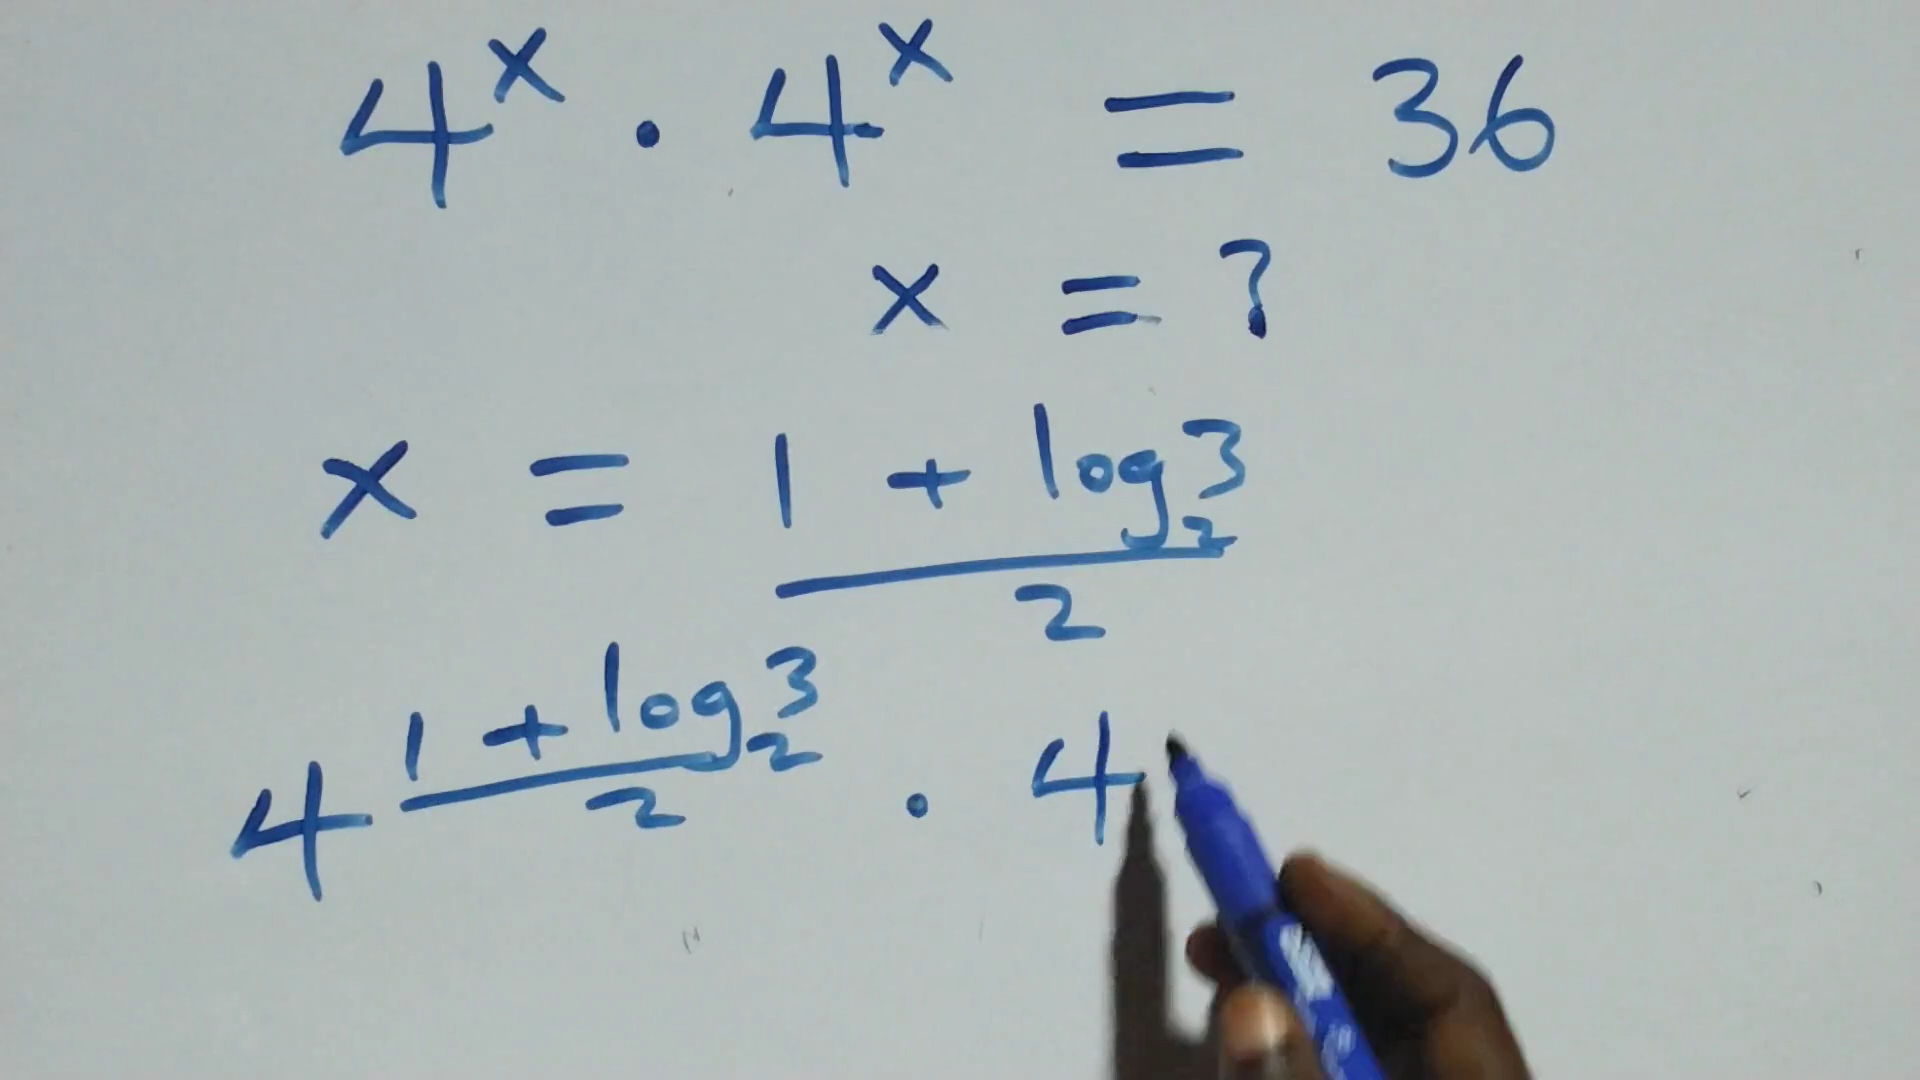 4^x · 4^x = 36
x = ?
x = (1 + log₂3)/2
4^((1 + log₂3)/2) · 4